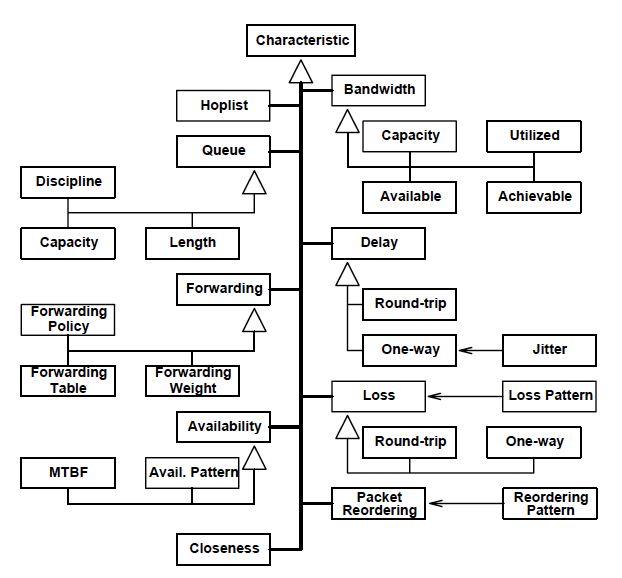 Characteristic
Bandwidth
Hoplist
Capacity
Utilized
Queue
Discipline
Available
Achievable
Capacity
Length
Delay
Forwarding
Round-trip
Forwarding
Policy
One-way
Jitter
Forwarding
Table
Forwarding
Weight
Loss
Loss Pattern
Availability
Round-trip
One-way
MTBF
Avail. Pattern
Packet
Reordering
Reordering
Pattern
Closeness